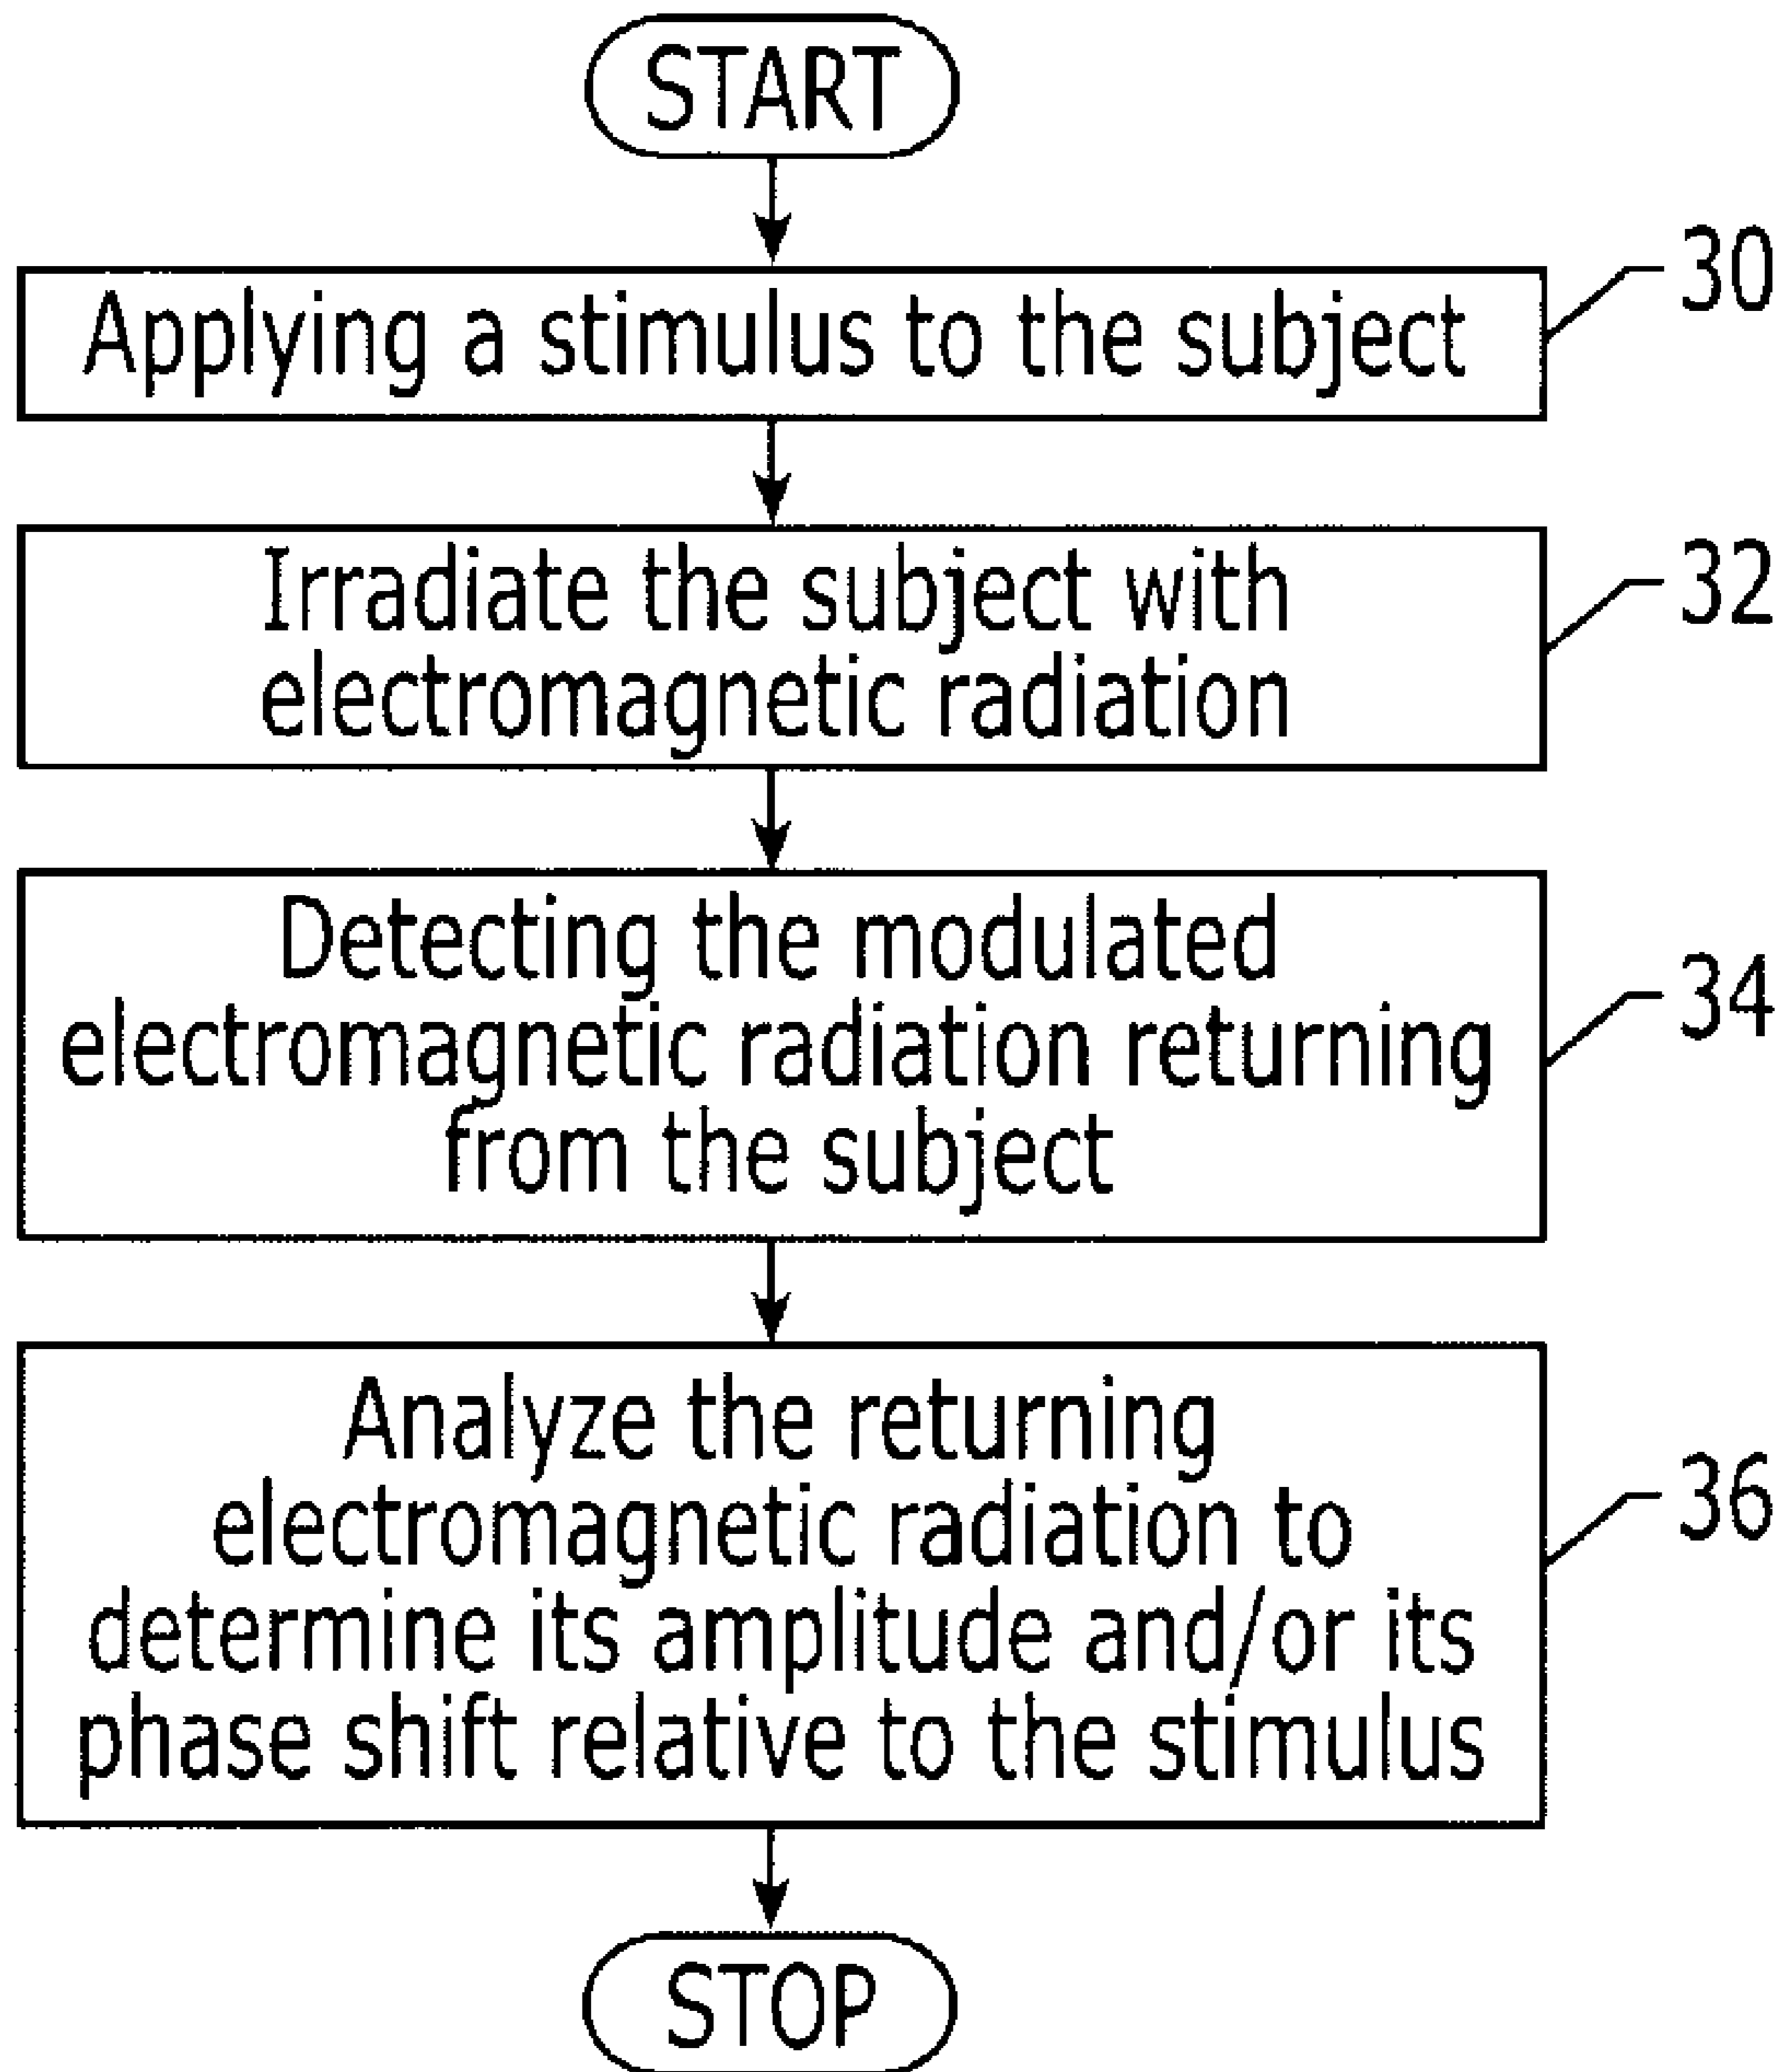 START
Applying a stimulus to the subject
30
Irradiate the subject with
electromagnetic radiation
32
Detecting the modulated
electromagnetic radiation returning
from the subject
34
Analyze the returning
electromagnetic radiation to
determine its amplitude and/or its
phase shift relative to the stimulus
36
STOP